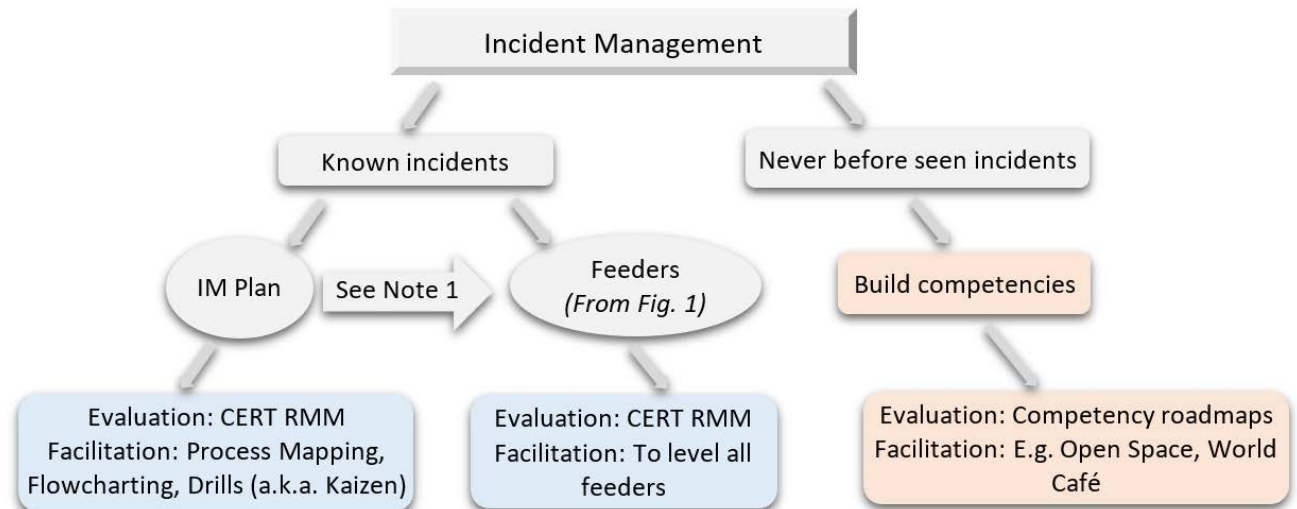 Incident Management
Known incidents
Never before seen incidents
IM Plan
See Note 1
Feeders
(From Fig. 1)
Build competencies
Evaluation: CERT RMM
Facilitation: Process Mapping,
Flowcharting, Drills (a.k.a. Kaizen)
Evaluation: CERT RMM
Facilitation: To level all
feeders
Evaluation: Competency roadmaps
Facilitation: E.g. Open Space, World
Café